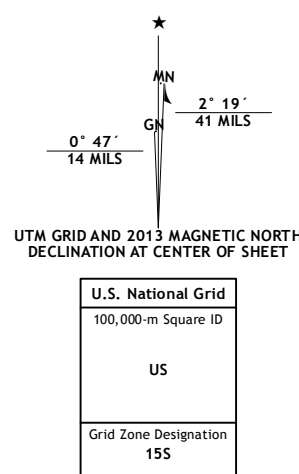 ★
MN
GN
2° 19´
41 MILS
0° 47´
14 MILS
UTM GRID AND 2013 MAGNETIC NORTH
DECLINATION AT CENTER OF SHEET
U.S. National Grid
100,000-m Square ID
US
Grid Zone Designation
15S